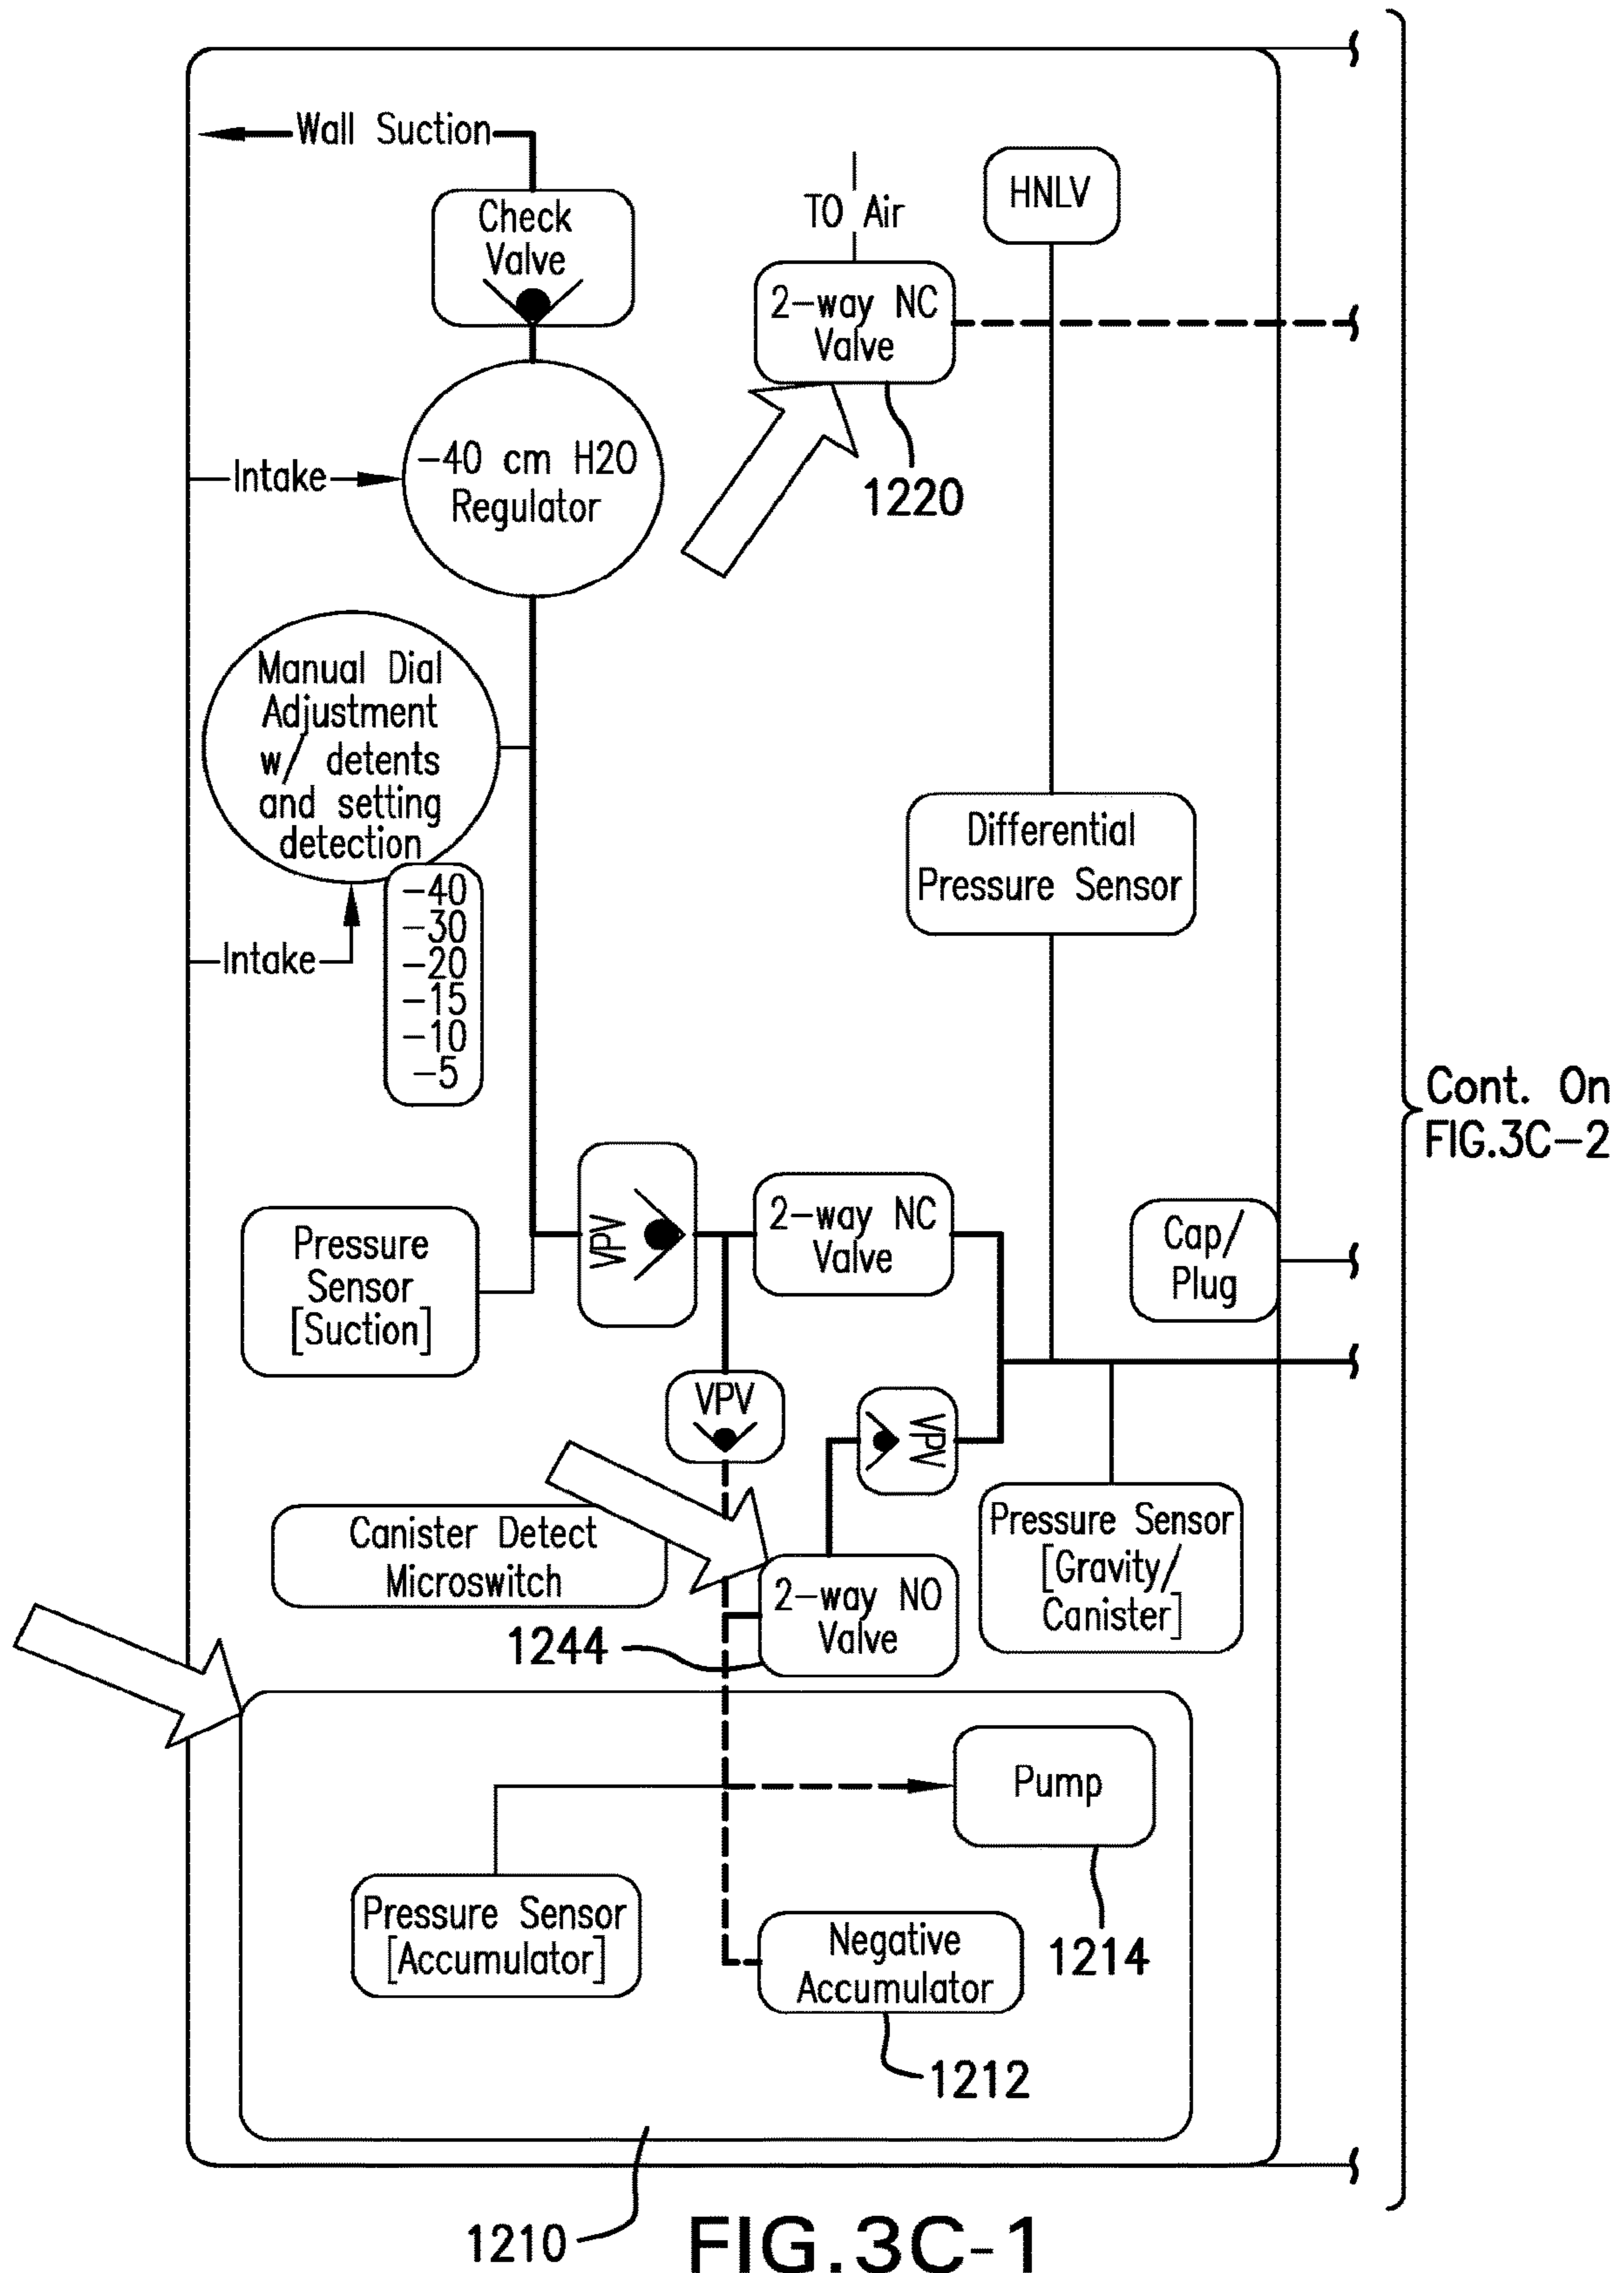 Wall Suction
Check
Valve
TO Air
HNLV
2-way NC
Valve
1220
Intake
-40 cm H2O
Regulator
Manual Dial
Adjustment
w/ detents
and setting
detection
-40
-30
-20
-15
-10
-5
Intake
Differential
Pressure Sensor
Cont. On
FIG.3C-2
Pressure
Sensor
[Suction]
VPV
2-way NC
Valve
Cap/
Plug
VPV
VPV
Canister Detect
Microswitch
2-way NO
Valve
1244
Pressure Sensor
[Gravity/
Canister]
Pump
1214
Pressure Sensor
[Accumulator]
Negative
Accumulator
1212
1210
FIG.3C-1